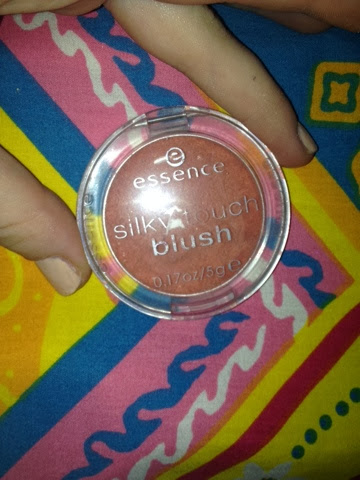 essence
silky touch
blush
0.17oz/5g e